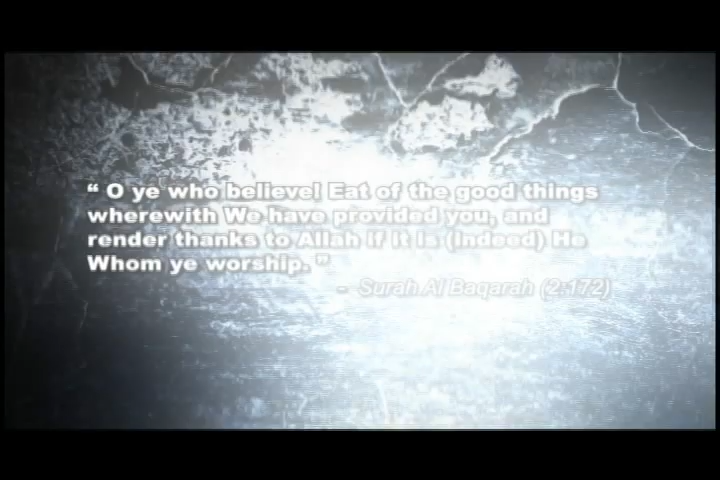 “ O ye who believe! Eat of the good things
wherewith We have provided you, and
render thanks to Allah if it is (indeed) He
Whom ye worship. ”
- Surah Al Baqarah (2:172)